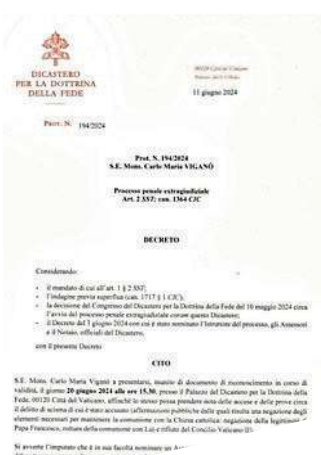 DICASTERO
PER LA DOTTRINA
DELLA FEDE
00120 Città del Vaticano
11 giugno 2024
PROT. N. 194/2024
Prot. N. 194/2024
S.E. Mons. Carlo Maria VIGANÒ
Processo penale extragiudiziale
Art. 2 SST; can. 1364 CIC
DECRETO
Considerando:
- il mandato di cui all'art. 1 § 2 SST;
- l'indagine previa superflua (can. 1717 § 1 CIC);
- la decisione del Congresso del Dicastero per la Dottrina della Fede del 10 maggio 2024 circa
l'avvio del processo penale extragiudiziale coram questo Dicastero;
- il Decreto del 3 giugno 2024 con cui è stato nominato l'Istruttore del processo, gli Assessori
e il Notaio, officiali del Dicastero,
con il presente Decreto
CITO
S.E. Mons. Carlo Maria Viganò a presentarsi, munito di documento di riconoscimento in corso di
validità, il giorno 20 giugno 2024 alle ore 15.30, presso il Palazzo del Dicastero per la Dottrina della
Fede, 00120 Città del Vaticano, affinché lo stesso possa prendere nota delle accuse e delle prove circa
il delitto di scisma di cui è stato accusato (affermazioni pubbliche dalle quali risulta una negazione degli
elementi necessari per mantenere la comunione con la Chiesa cattolica: negazione della legittimità
Papa Francesco, rottura della comunione con Lui e rifiuto del Concilio Vaticano II).
Si avverte l'imputato che è in sua facoltà nominare un